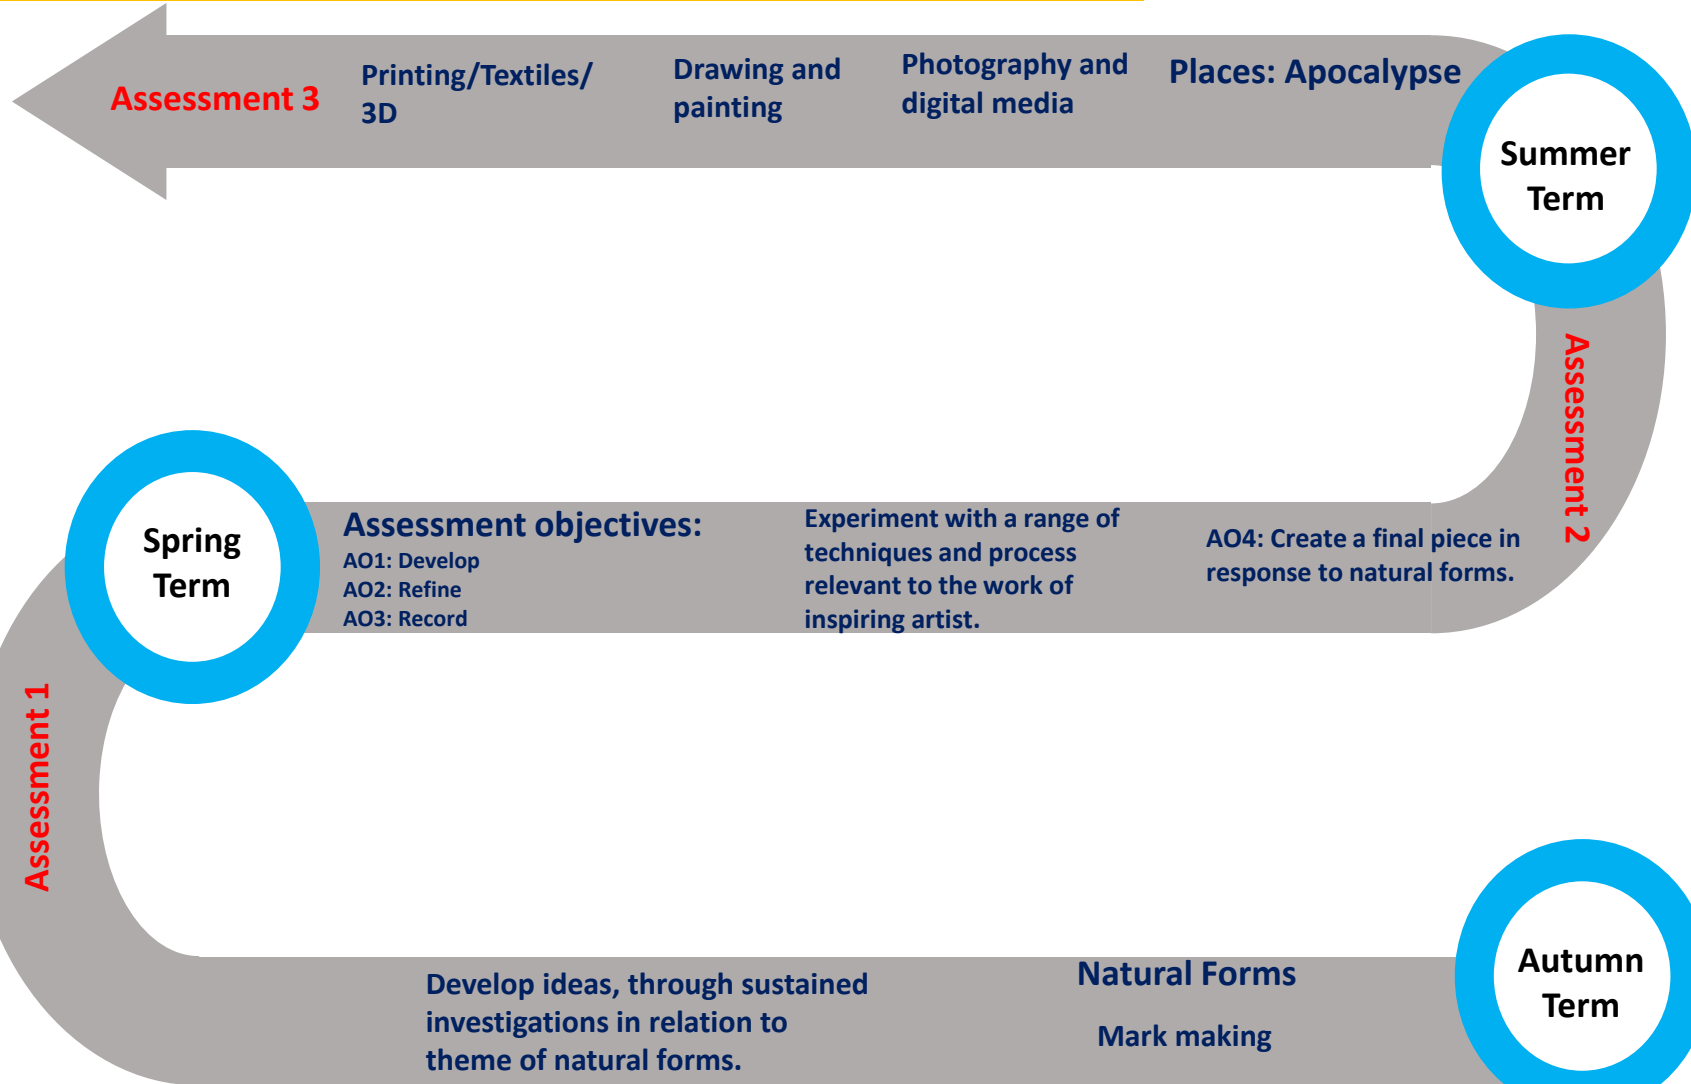 Assessment 3
Printing/Textiles/
3D
Drawing and
painting
Photography and
digital media
Places: Apocalypse
Summer
Term
Assessment 2
Spring
Term
Assessment objectives:
AO1: Develop
AO2: Refine
AO3: Record
Experiment with a range of
techniques and process
relevant to the work of
inspiring artist.
AO4: Create a final piece in
response to natural forms.
Assessment 1
Develop ideas, through sustained
investigations in relation to
theme of natural forms.
Natural Forms
Mark making
Autumn
Term